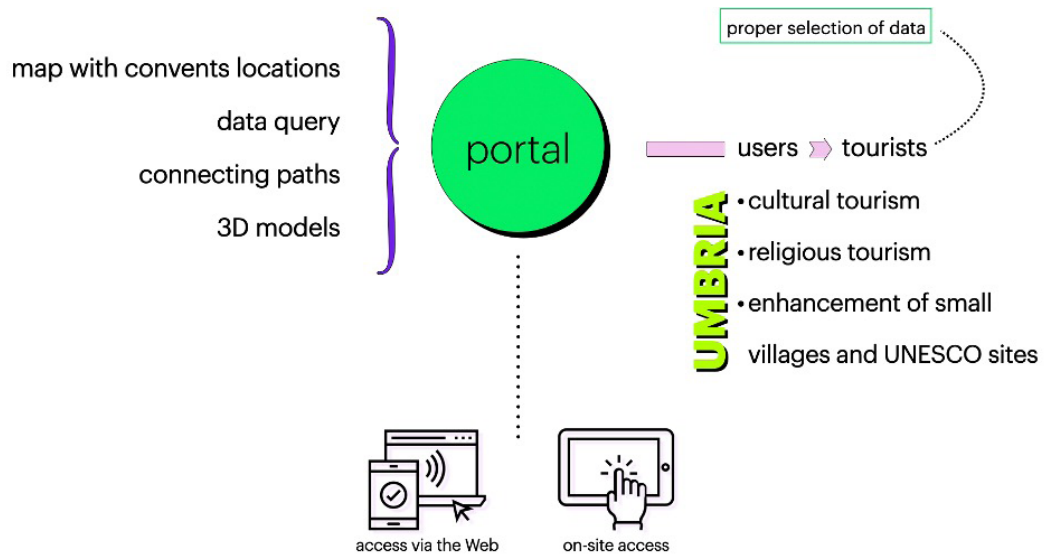 map with convents locations
data query
connecting paths
3D models
portal
proper selection of data
users tourists
UMBRIA
• cultural tourism
• religious tourism
• enhancement of small
villages and UNESCO sites
access via the Web
on-site access